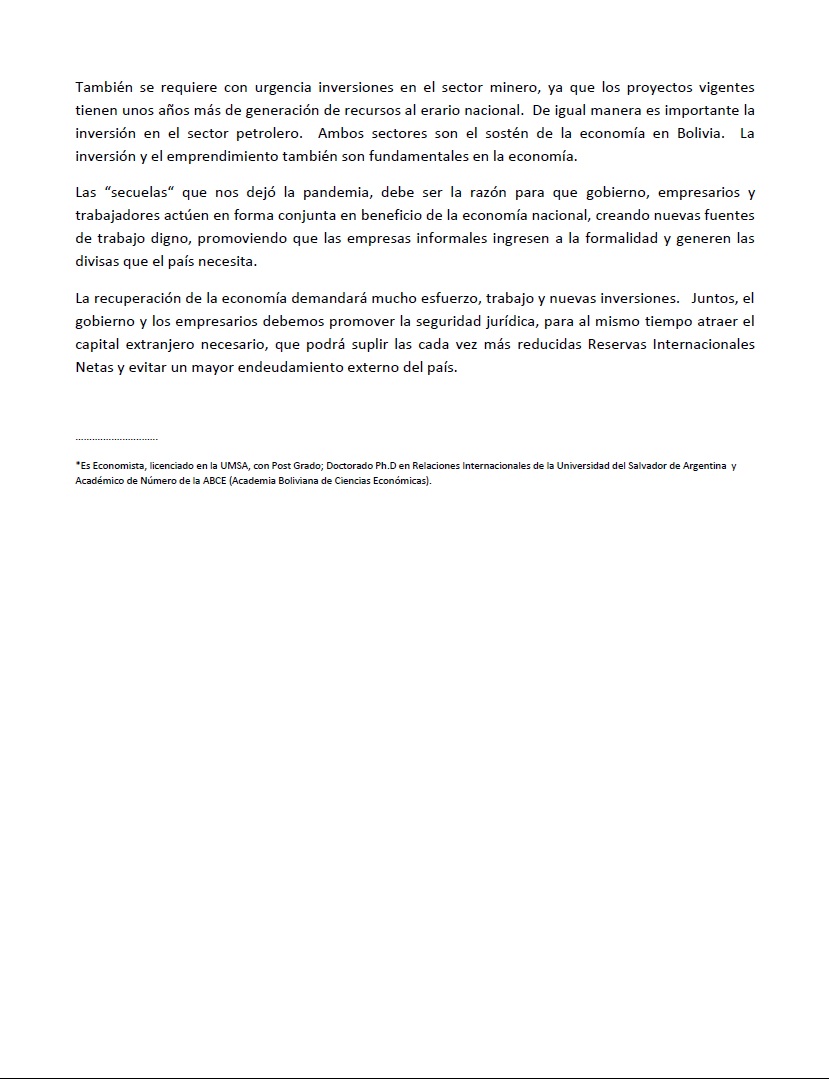 También se requiere con urgencia inversiones en el sector minero, ya que los proyectos vigentes
tienen unos años más de generación de recursos al erario nacional.  De igual manera es importante la
inversión en el sector petrolero.   Ambos sectores son el sostén de la economía en Bolivia.   La
inversión y el emprendimiento también son fundamentales en la economía.
Las “secuelas“ que nos dejó la pandemia, debe ser la razón para que gobierno, empresarios y
trabajadores actúen en forma conjunta en beneficio de la economía nacional, creando nuevas fuentes
de trabajo digno, promoviendo que las empresas informales ingresen a la formalidad y generen las
divisas que el país necesita.
La recuperación de la economía demandará mucho esfuerzo, trabajo y nuevas inversiones.   Juntos, el
gobierno y los empresarios debemos promover la seguridad jurídica, para al mismo tiempo atraer el
capital extranjero necesario, que podrá suplir las cada vez más reducidas Reservas Internacionales
Netas y evitar un mayor endeudamiento externo del país.
..............................
*Es Economista, licenciado en la UMSA, con Post Grado; Doctorado Ph.D en Relaciones Internacionales de la Universidad del Salvador de Argentina  y
Académico de Número de la ABCE (Academia Boliviana de Ciencias Económicas).